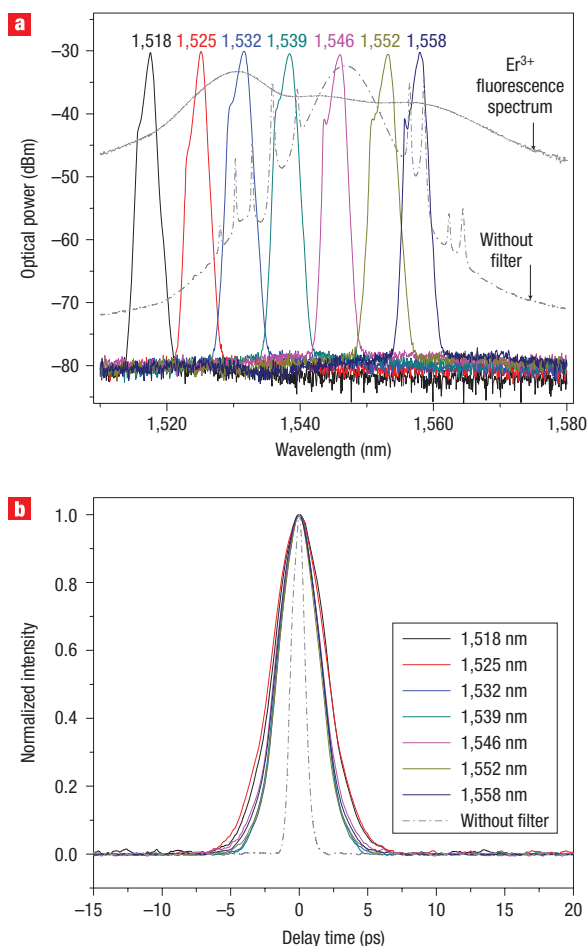 a
1,518 1,525 1,532 1,539 1,546 1,552 1,558
Er3+
fluorescence
spectrum
Without
filter
Optical power (dBm)
−30
−40
−50
−60
−70
−80
1,520 1,540 1,560 1,580
Wavelength (nm)
b
Normalized intensity
1.0
0.8
0.6
0.4
0.2
0.0
1,518 nm
1,525 nm
1,532 nm
1,539 nm
1,546 nm
1,552 nm
1,558 nm
Without filter
−15 −10 −5 0 5 10 15 20
Delay time (ps)